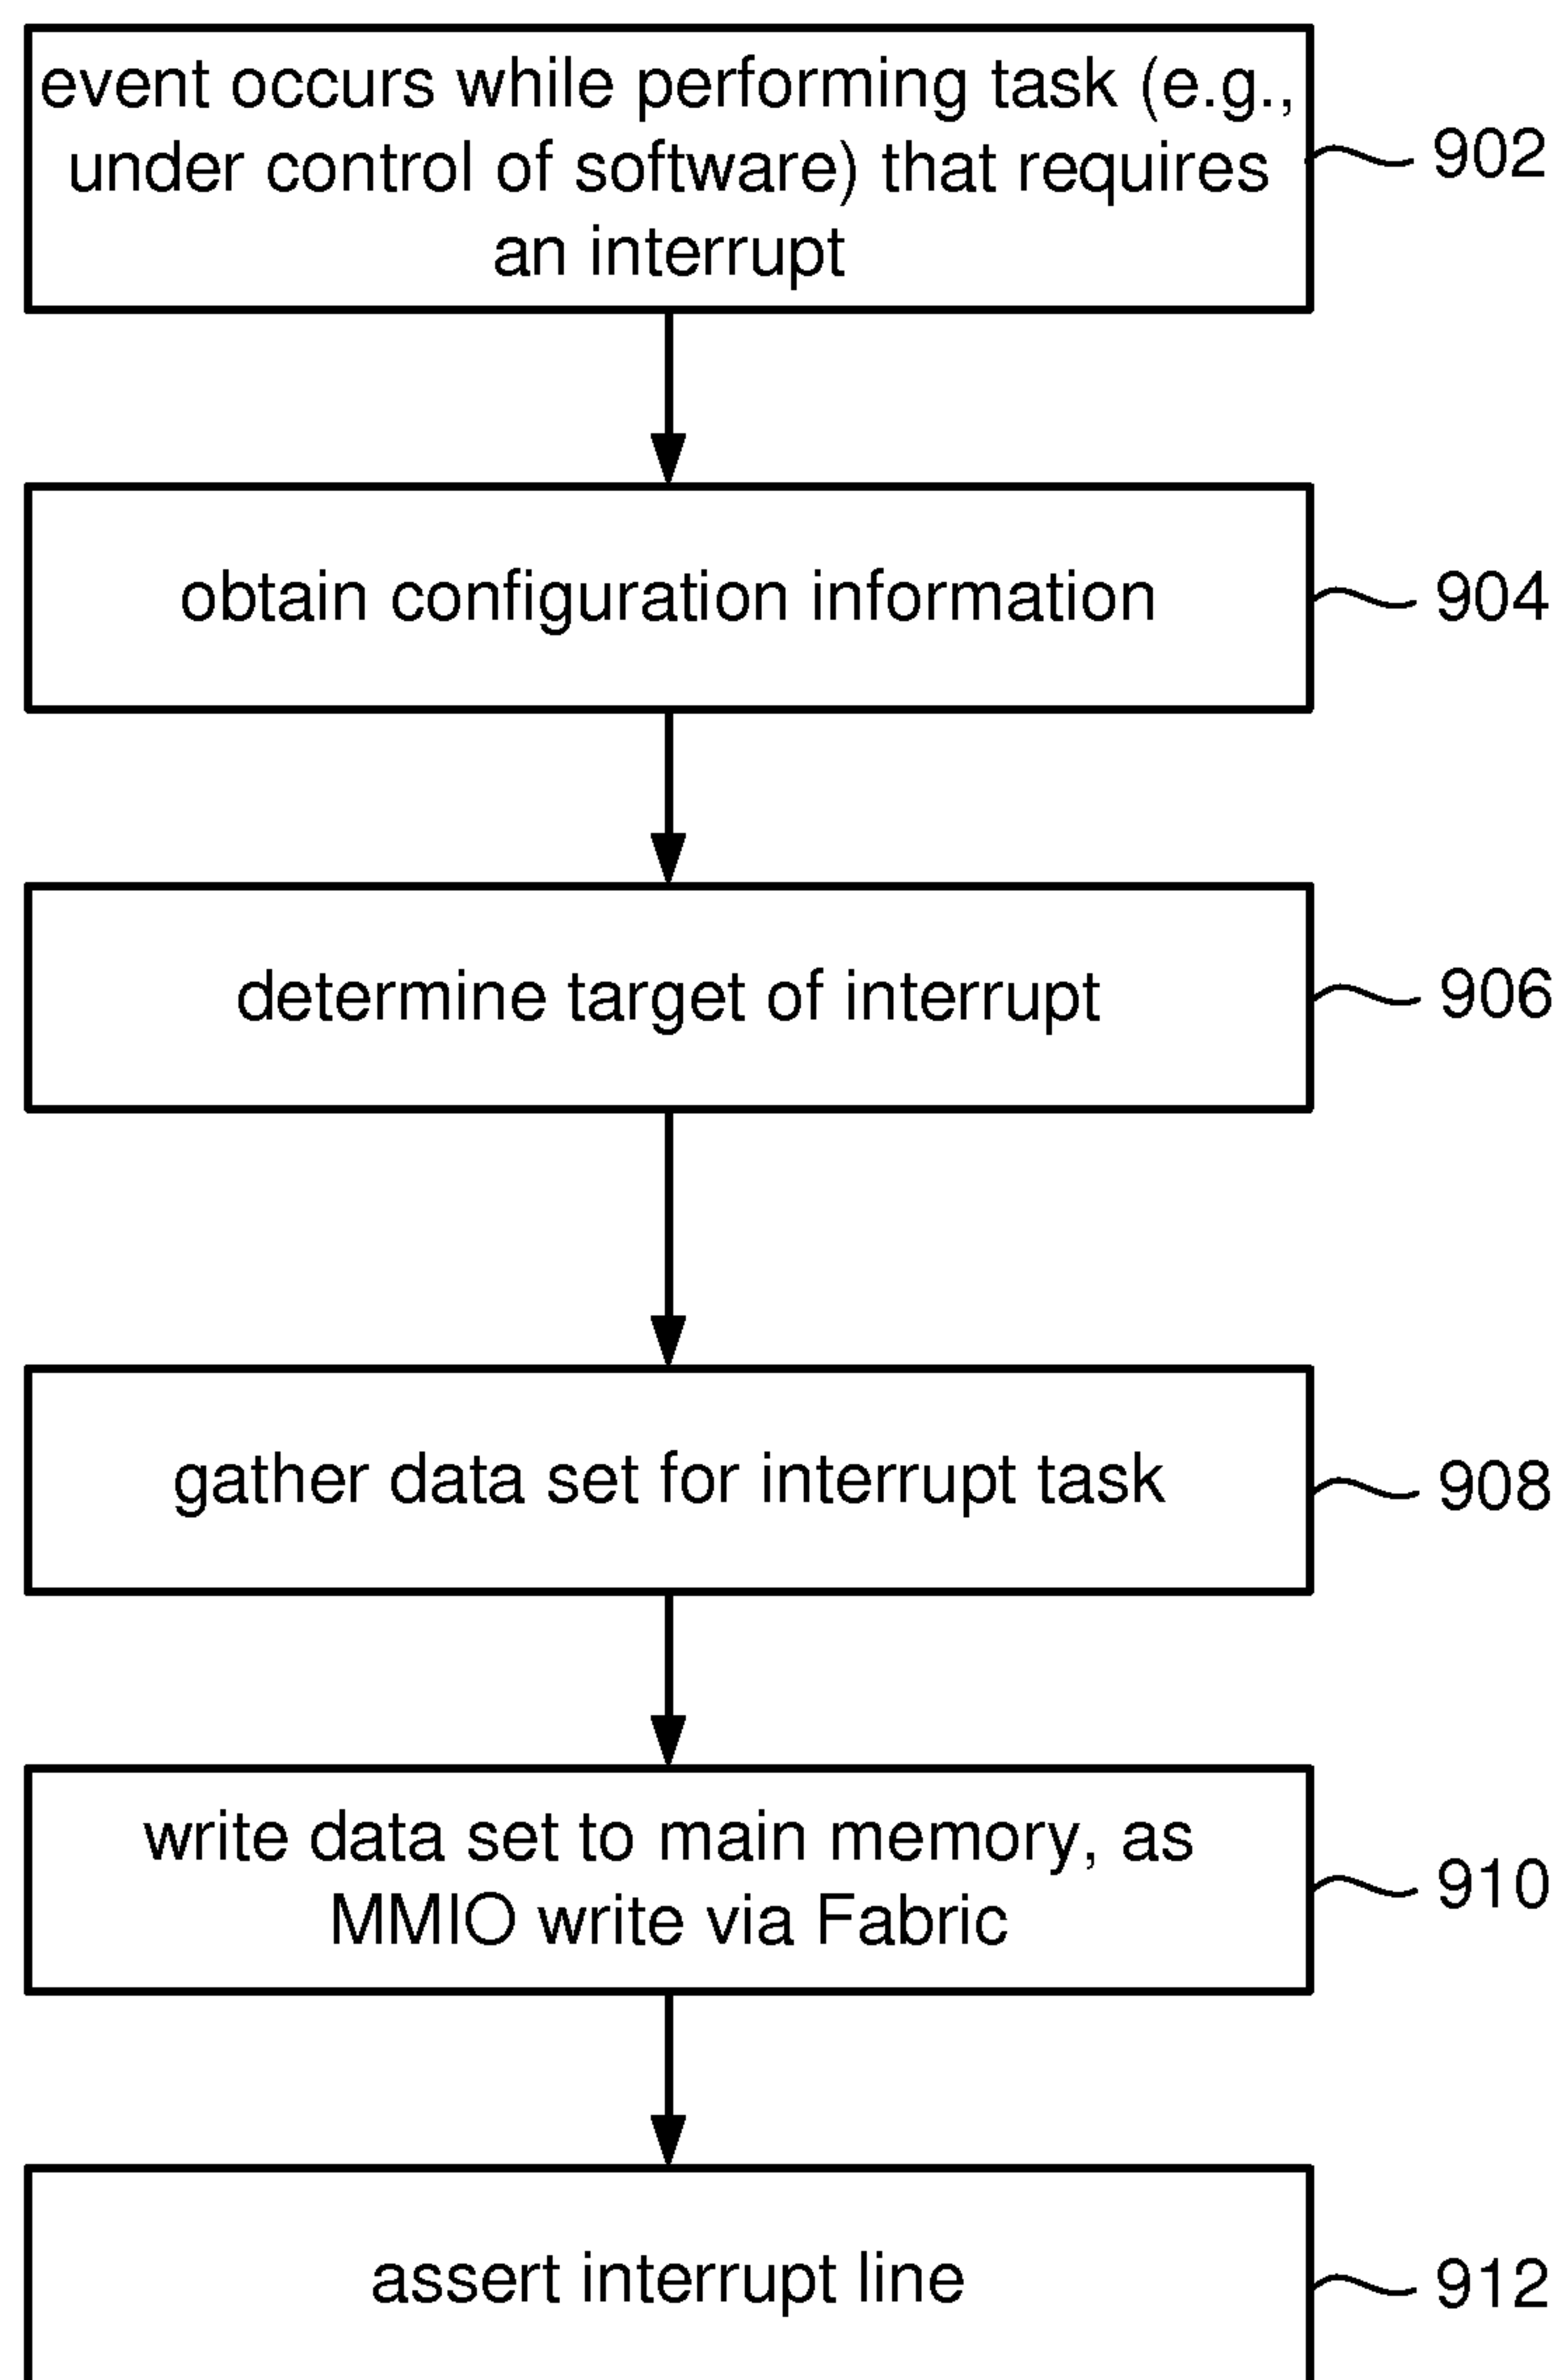 event occurs while performing task (e.g.,
under control of software) that requires
an interrupt
902
obtain configuration information
904
determine target of interrupt
906
gather data set for interrupt task
908
write data set to main memory, as
MMIO write via Fabric
910
assert interrupt line
912